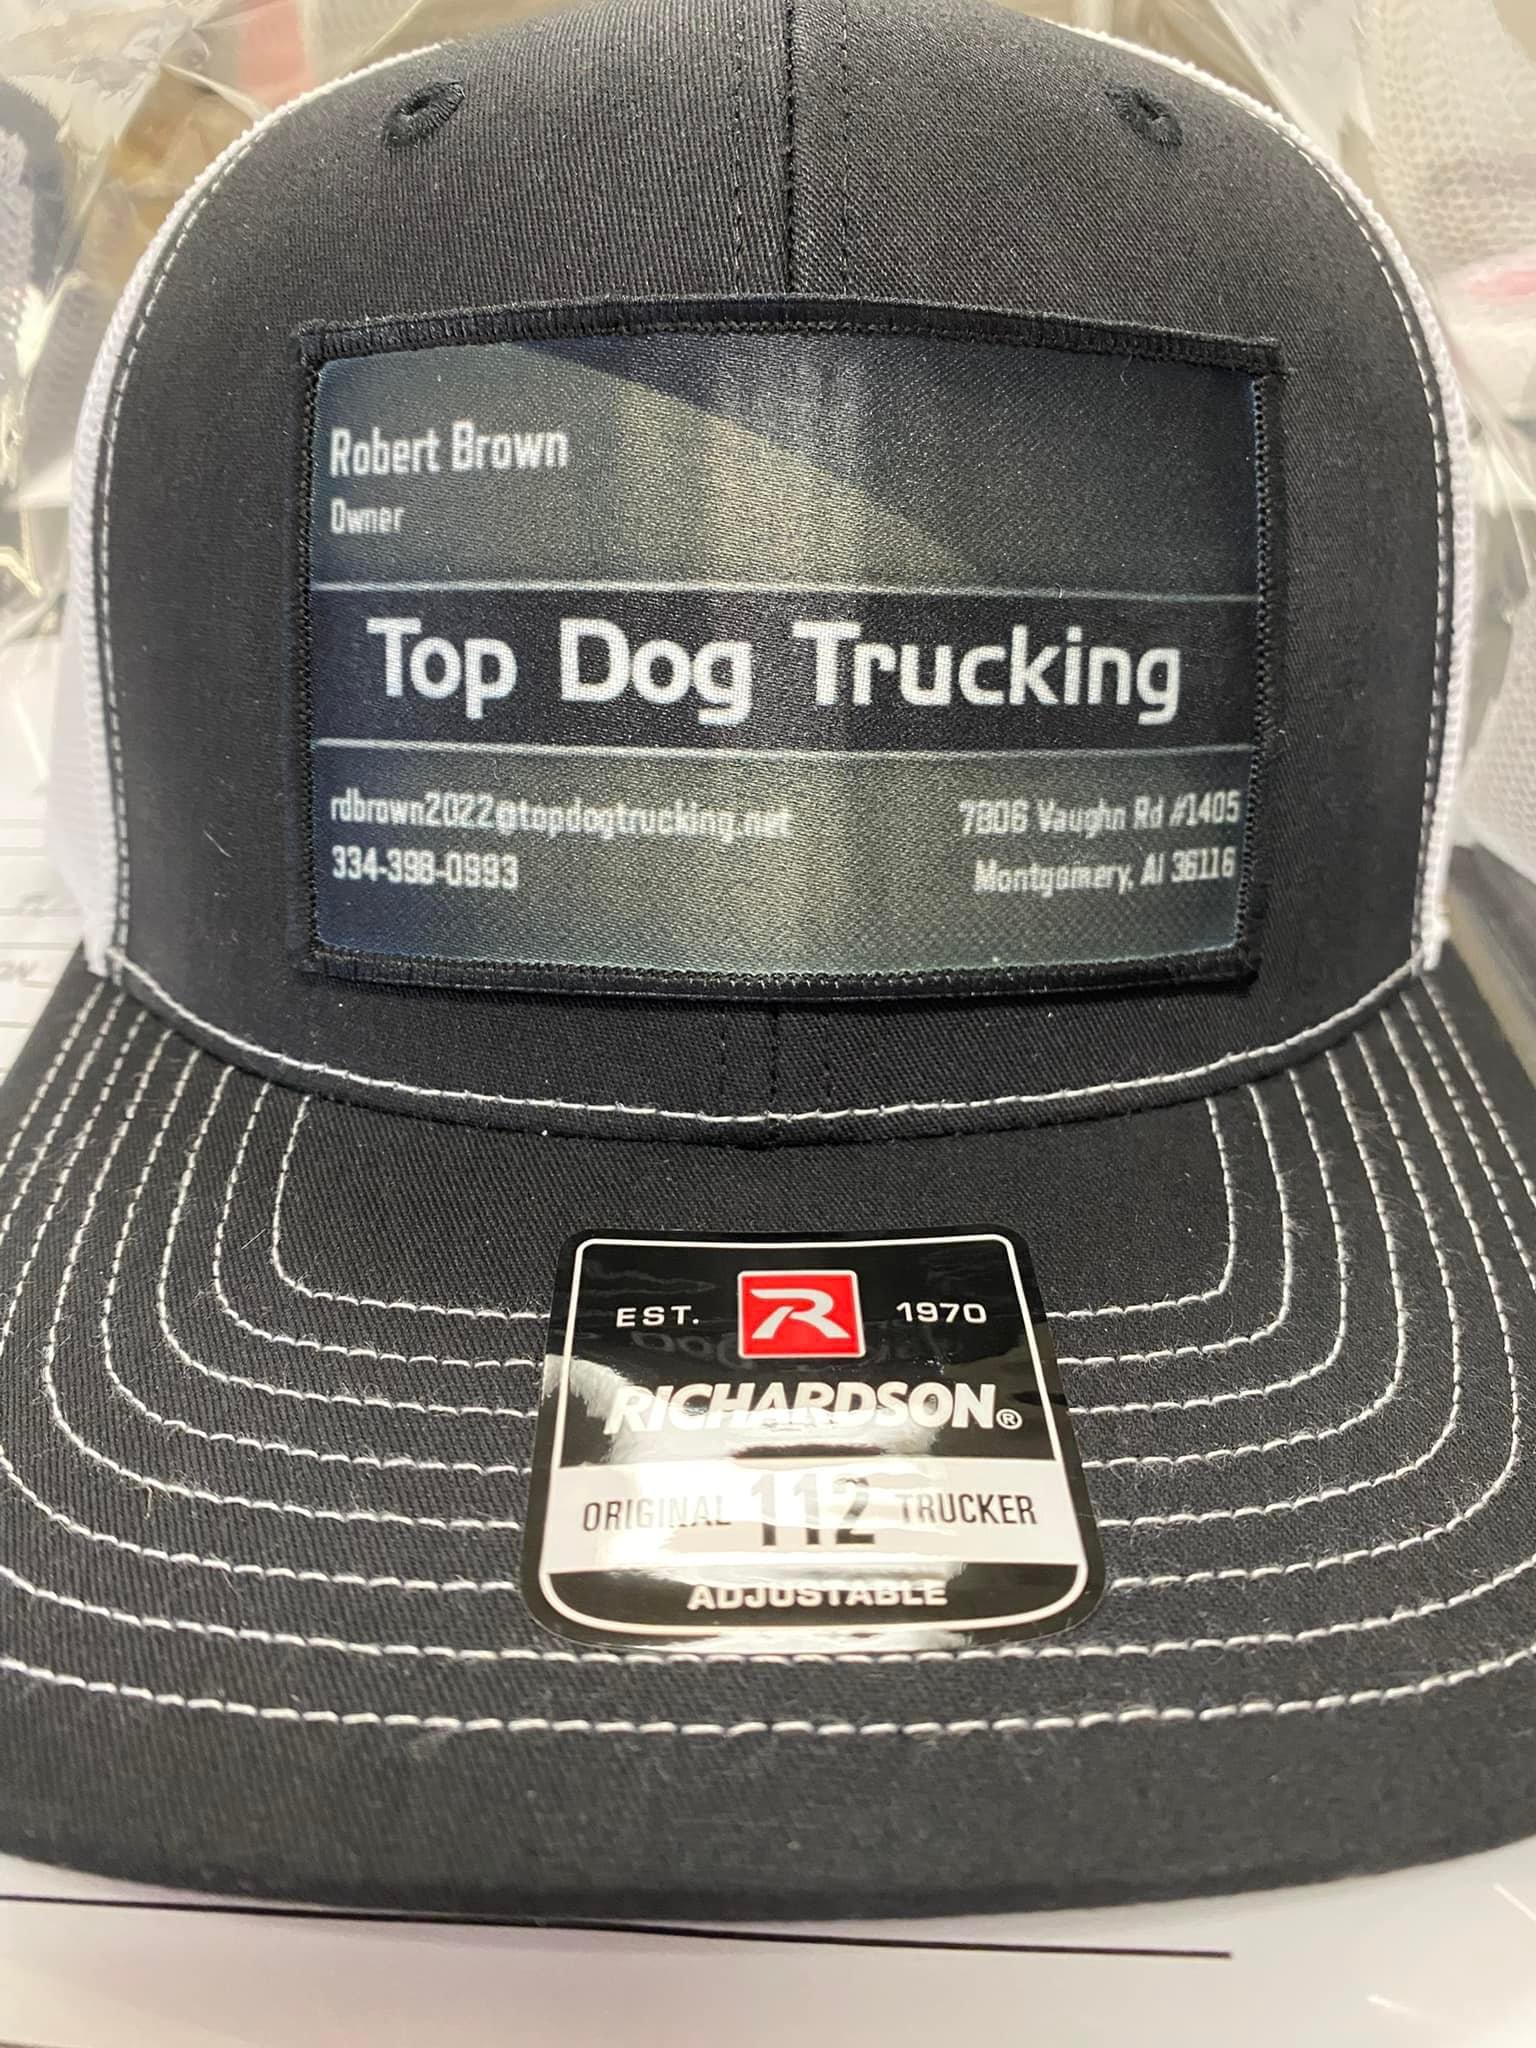 Robert Brown
Owner
Top Dog Trucking
rdbrown2022@topdogtrucking.net
334-398-0993
7806 Vaughn Rd #1405
Montgomery, Al 36116
EST. R 1970
RICHARDSON®
ORIGINAL 112 TRUCKER
ADJUSTABLE